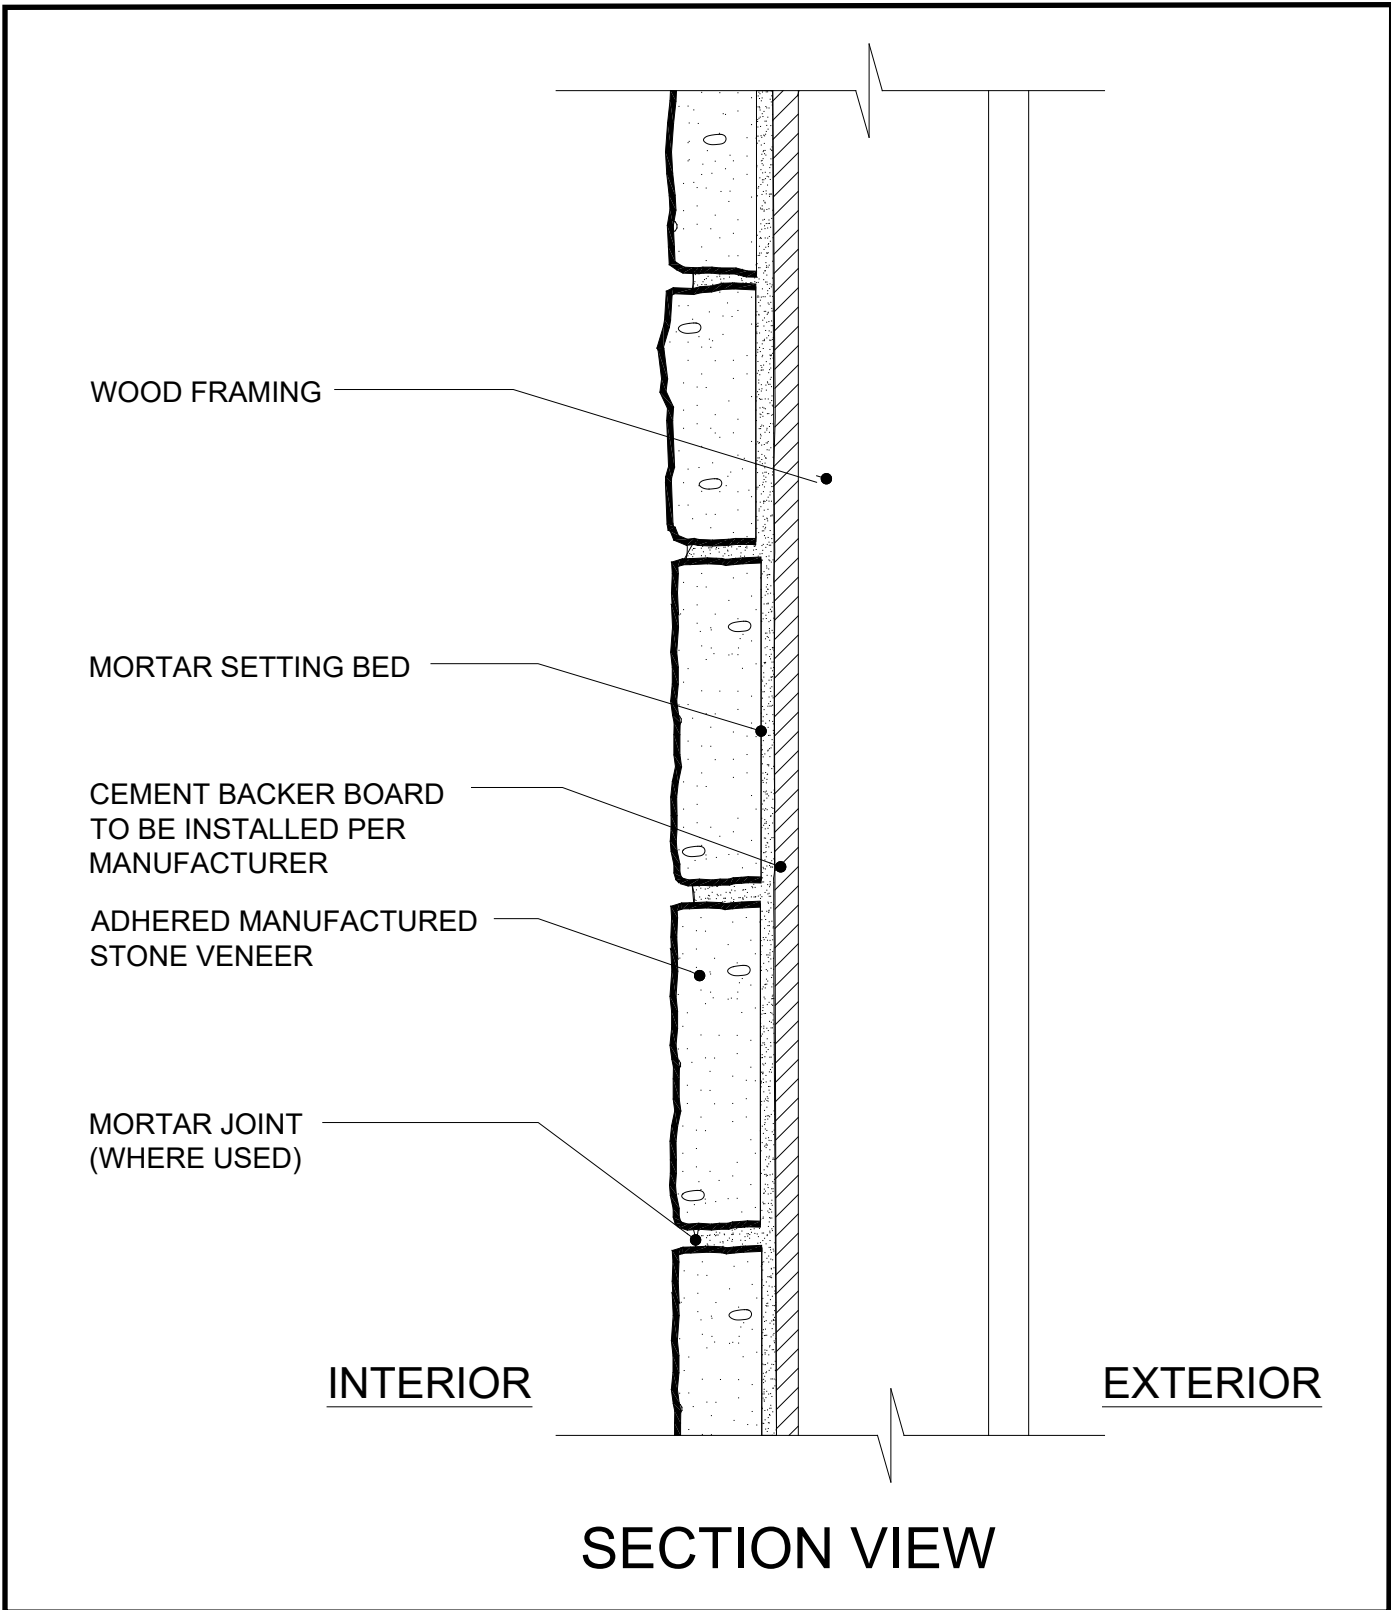 WOOD FRAMING
MORTAR SETTING BED
CEMENT BACKER BOARD
TO BE INSTALLED PER
MANUFACTURER
ADHERED MANUFACTURED
STONE VENEER
MORTAR JOINT
(WHERE USED)
INTERIOR
EXTERIOR
SECTION VIEW